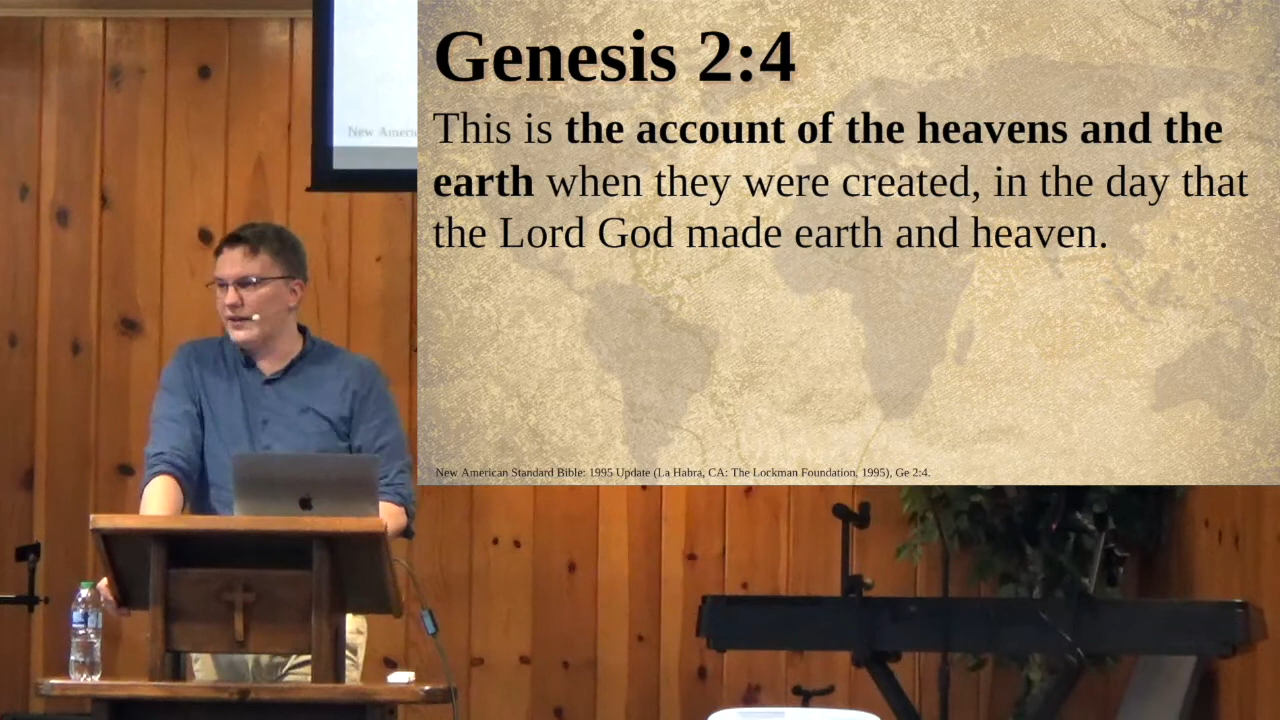 Genesis 2:4
This is the account of the heavens and the
earth when they were created, in the day that
the Lord God made earth and heaven.
New American Standard Bible: 1995 Update (La Habra, CA: The Lockman Foundation, 1995), Ge 2:4.
New